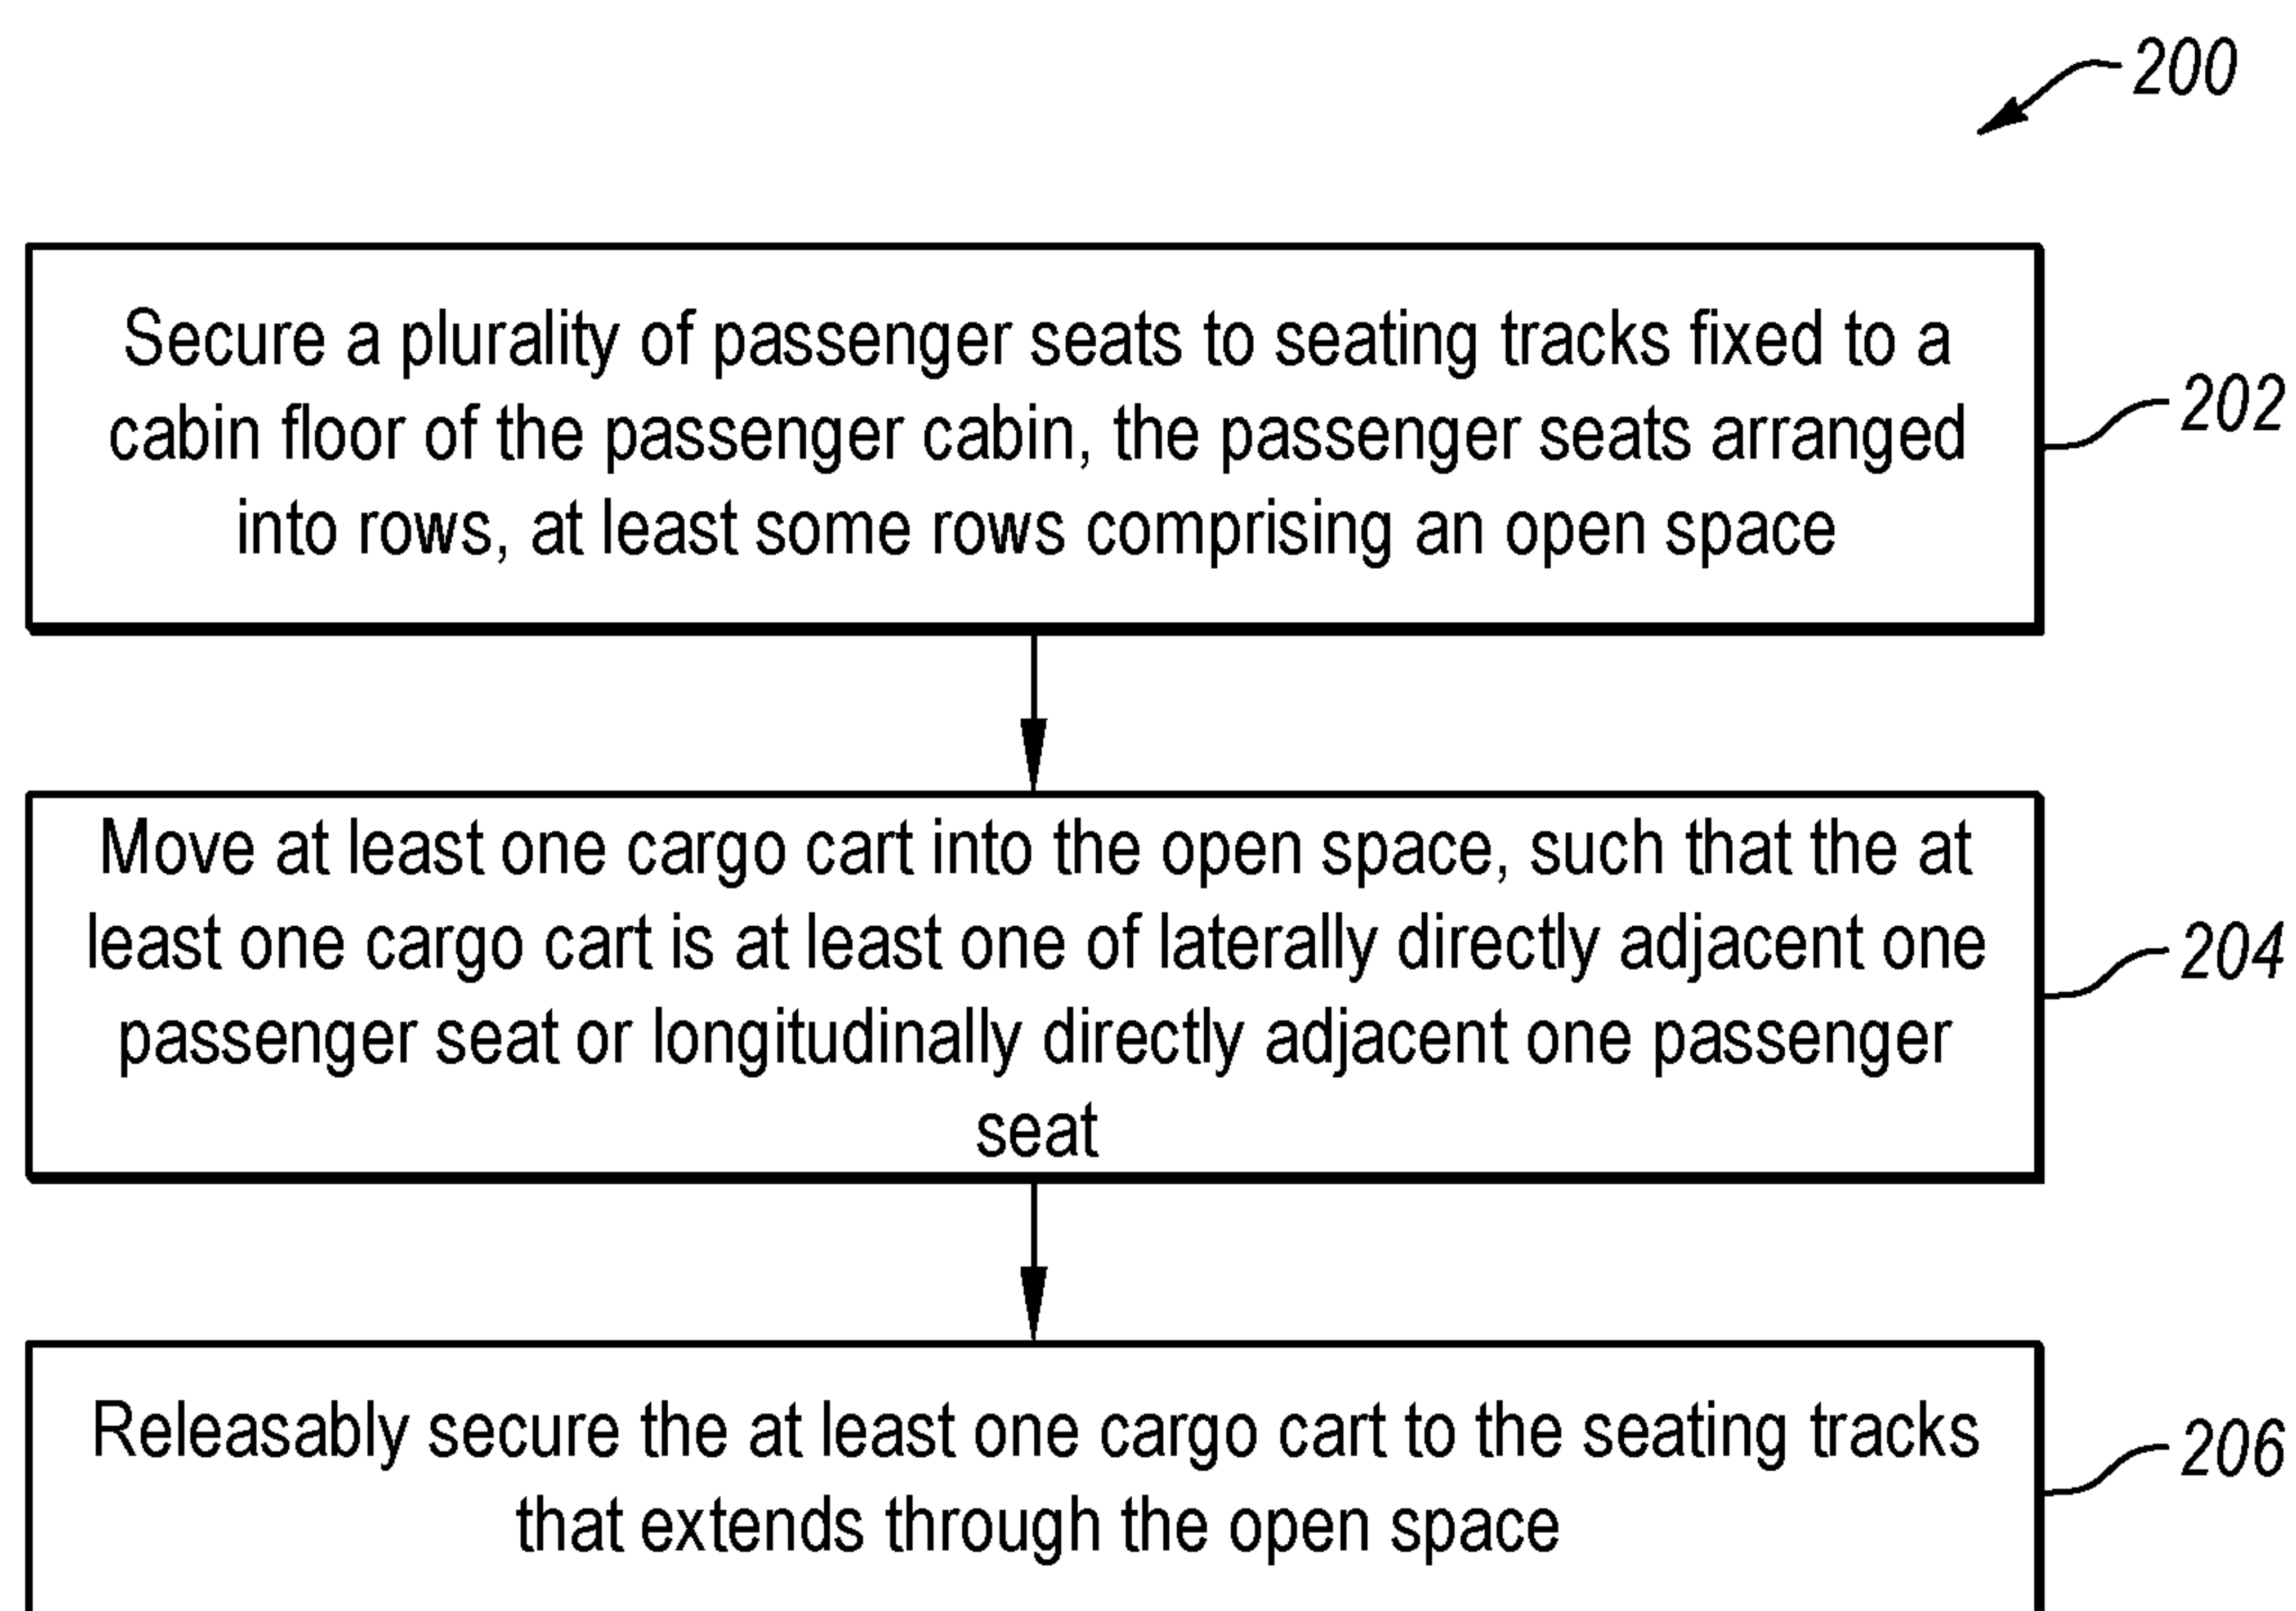 200
Secure a plurality of passenger seats to seating tracks fixed to a
cabin floor of the passenger cabin, the passenger seats arranged
into rows, at least some rows comprising an open space
202
Move at least one cargo cart into the open space, such that the at
least one cargo cart is at least one of laterally directly adjacent one
passenger seat or longitudinally directly adjacent one passenger
seat
204
Releasably secure the at least one cargo cart to the seating tracks
that extends through the open space
206